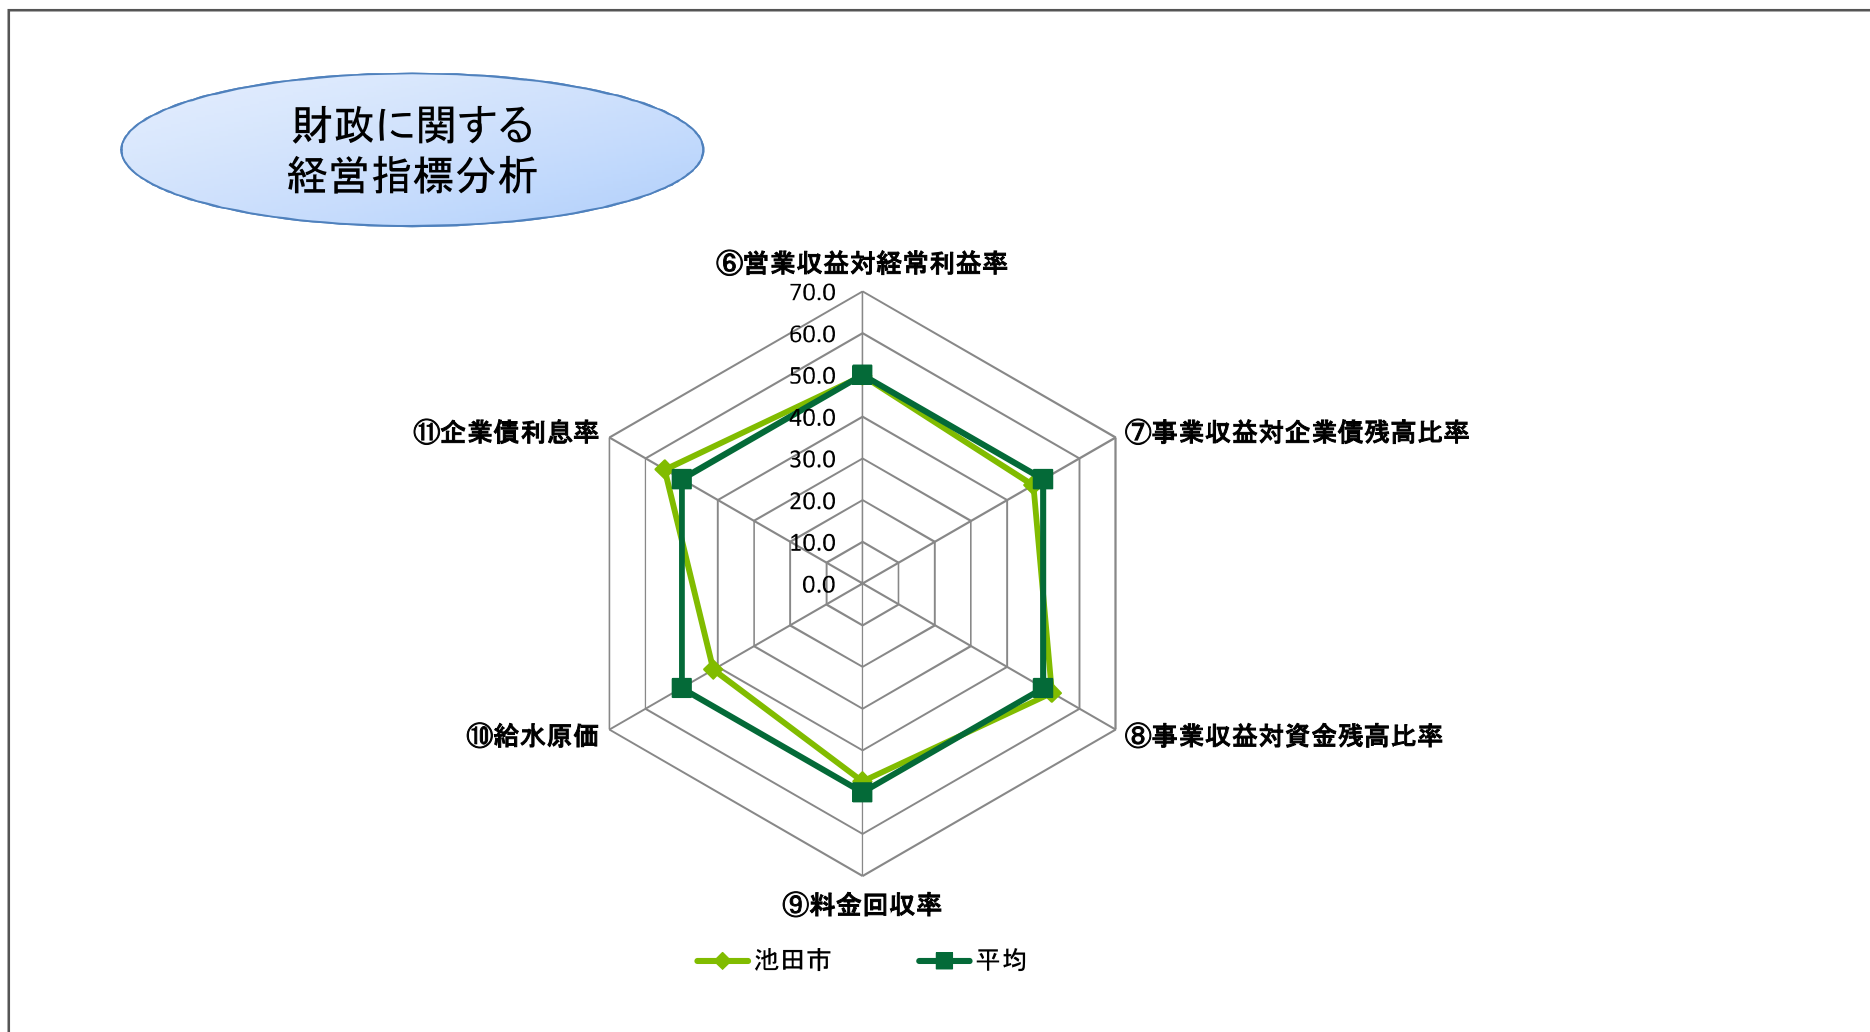 財政に関する
経営指標分析
⑥営業収益対経常利益率
70.0
60.0
50.0
40.0
30.0
20.0
10.0
0.0
⑪企業債利息率
⑦事業収益対企業債残高比率
⑩給水原価
⑧事業収益対資金残高比率
⑨料金回収率
池田市
平均